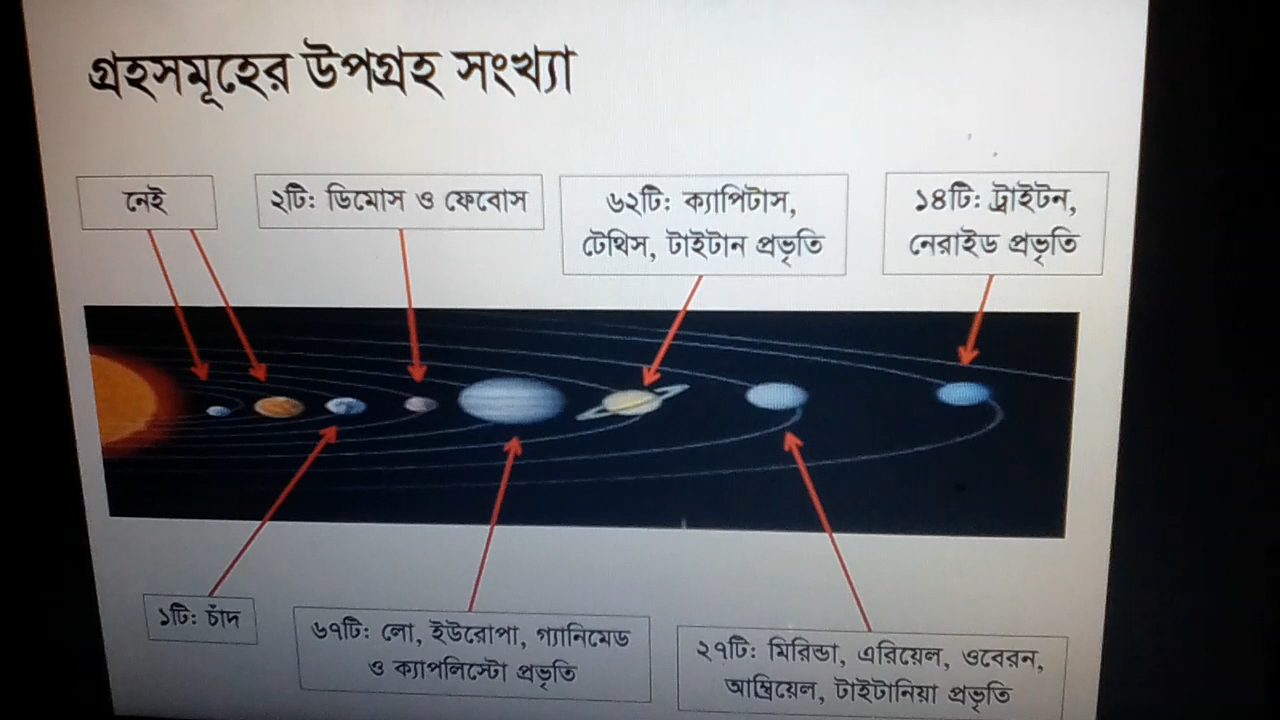 গ্রহসমূহের উপগ্রহ সংখ্যা
নেই
২টি: ডিমোস ও ফেবোস
৬২টি: ক্যাপিটাস,
টেথিস, টাইটান প্রভৃতি
১৪টি: ট্রাইটন,
নেরাইড প্রভৃতি
১টি: চাঁদ
৬৭টি: লো, ইউরোপা, গ্যানিমেড
ও ক্যাপলিস্টো প্রভৃতি
২৭টি: মিরিন্ডা, এরিয়েল, ওবেরন,
আম্ব্রিয়েল, টাইটানিয়া প্রভৃতি